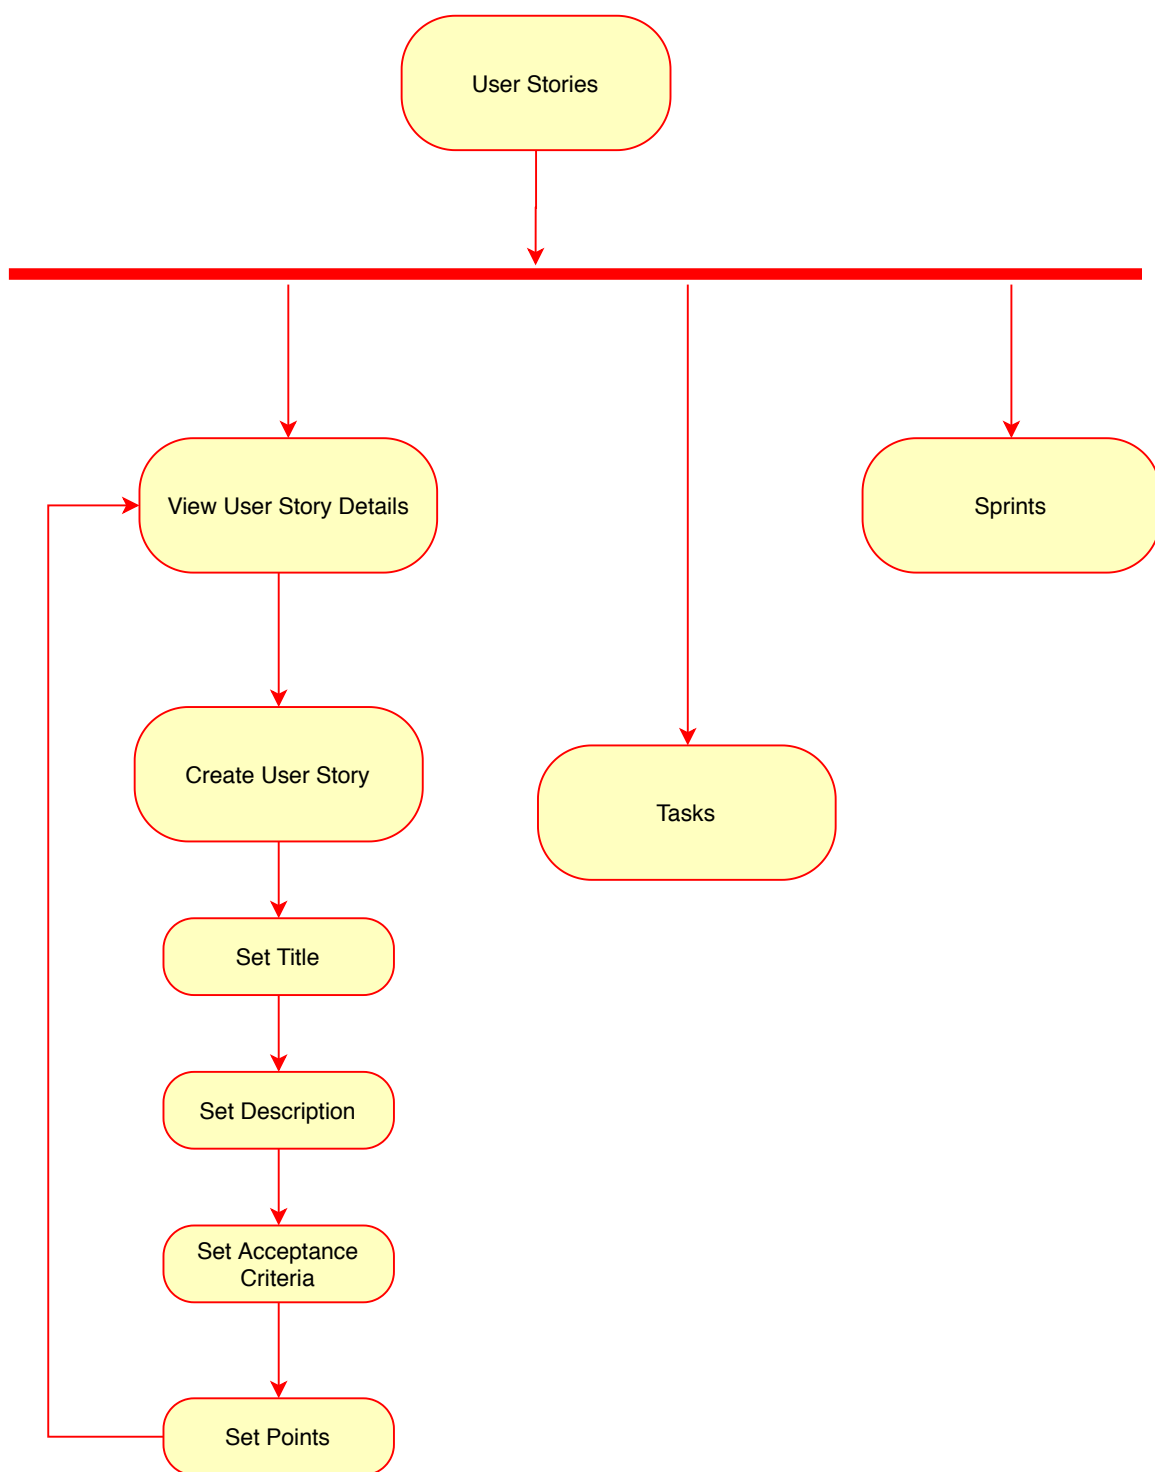 User Stories
View User Story Details
Sprints
Create User Story
Tasks
Set Title
Set Description
Set Acceptance
Criteria
Set Points